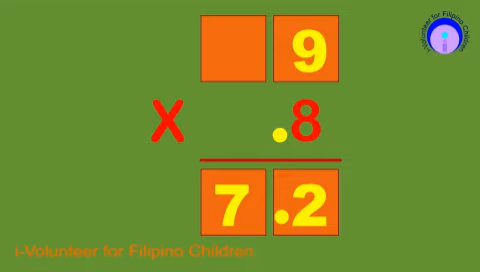 i-Volunteer for Filipino Children
9
X .8
7 .2
i-Volunteer for Filipino Children